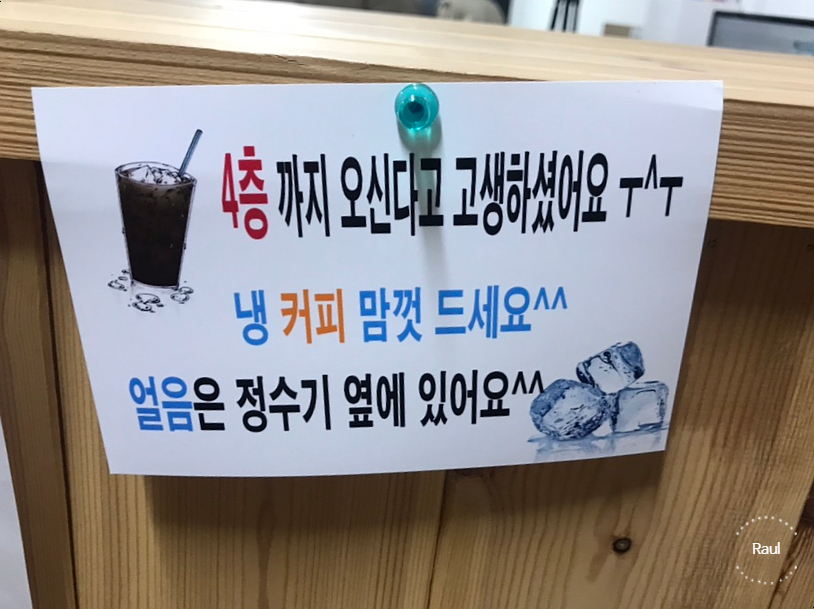 4층 까지 오신다고 고생하셨어요 ㅜ^ㅜ
냉 커피 맘껏 드세요^^
얼음은 정수기 옆에 있어요^^
Raul